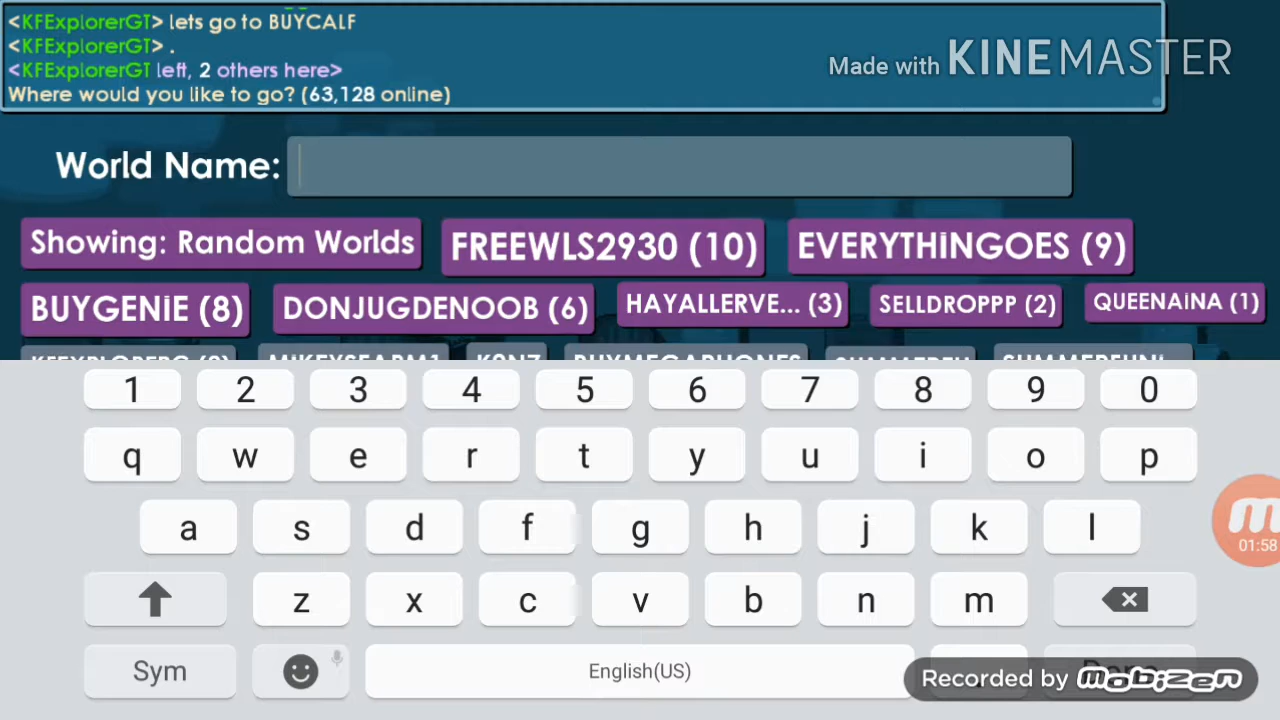 <KFExplorerGT> lets go to BUYCALF
<KFExplorerGT> .
<KFExplorerGT left, 2 others here>
Where would you like to go? (63,128 online)
Made with KINEMASTER
World Name:
Showing: Random Worlds FREEWLS2930 (10) EVERYTHiNGOES (9)
BUYGENiE (8) DONJUGDENOOB (6) HAYALLERVE... (3) SELLDROPPP (2) QUEENAiNA (1)
MiKEYSFARM1 BUYMEGAPHONES
1 2 3 4 5 6 7 8 9 0
q w e r t y u i o p
a s d f g h j k l
z x c v b n m
Sym English(US) Done
Recorded by mobizen
01:58